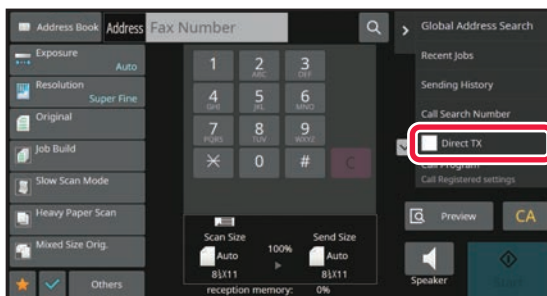 Address Book
Address
Fax Number
Global Address Search
Exposure
Auto
Resolution
Super Fine
Original
Job Build
Slow Scan Mode
Heavy Paper Scan
Mixed Size Orig.
Others
1
2 ABC
3 DEF
4 GHI
5 JKL
6 MNO
7 PQRS
8 TUV
9 WXYZ
0
#
C
Scan Size
Send Size
100%
Auto
Auto
8½X11
8½X11
reception memory: 0%
Recent Jobs
Sending History
Call Search Number
Direct TX
Call Program
Call Registered settings
Preview
CA
Speaker
Start